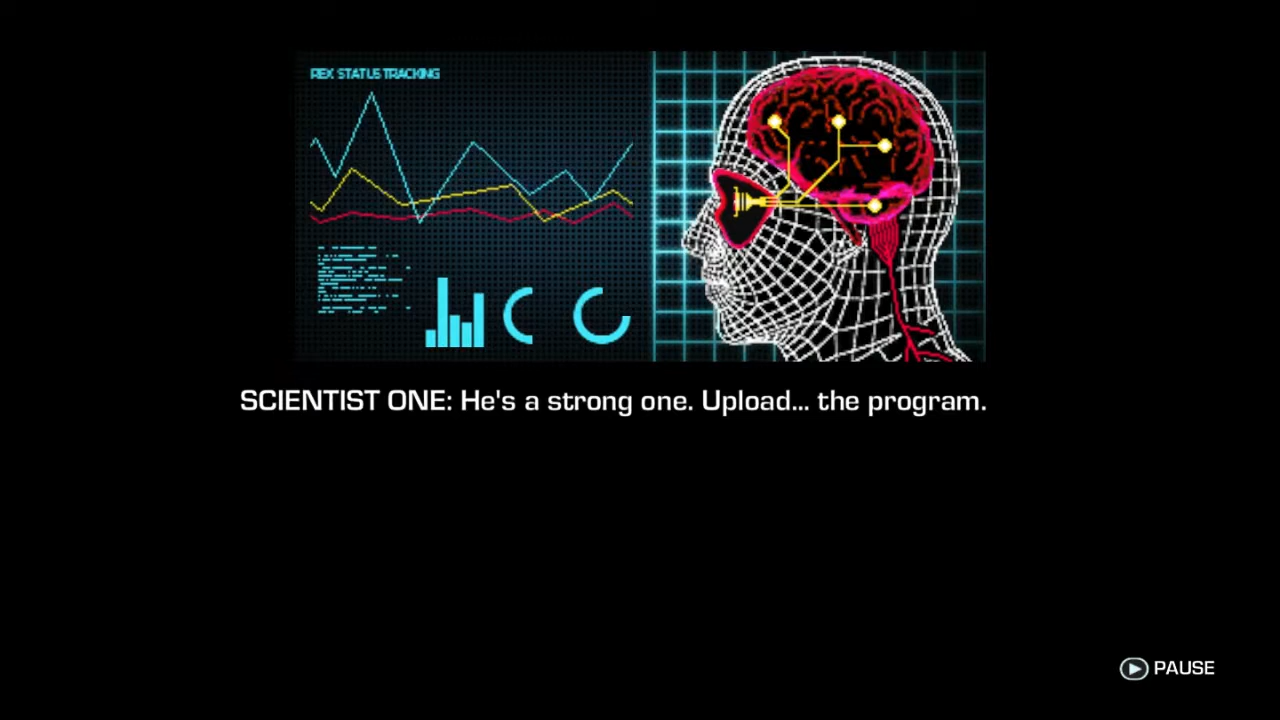 REX STATUS TRACKING
SCIENTIST ONE: He's a strong one. Upload... the program.
PAUSE